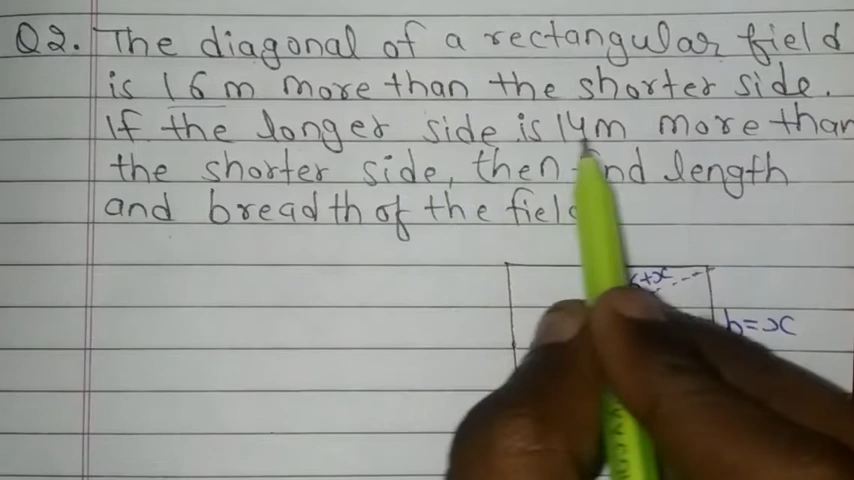 Q2. The diagonal of a rectangular field
is 16 m more than the shorter side.
If the longer side is 14m more than
the shorter side, then length
and breadth of the
+x
b=x